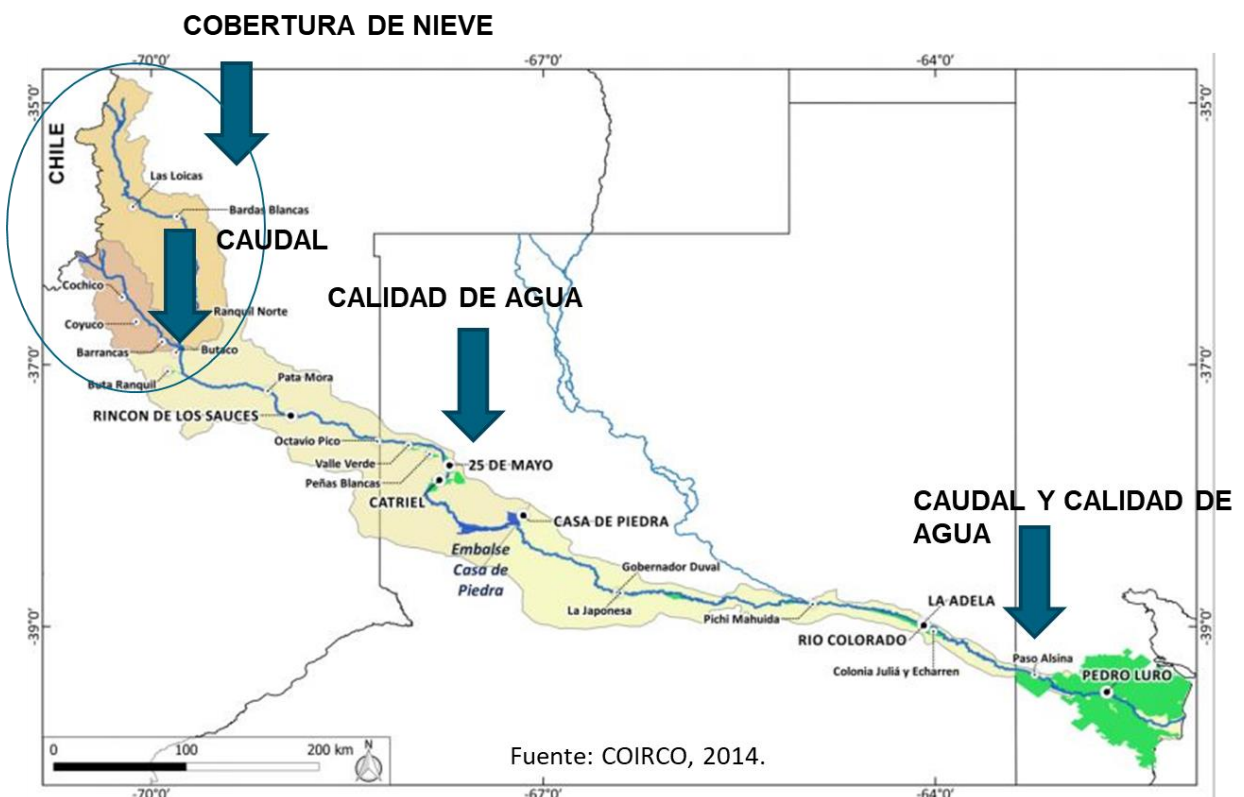 COBERTURA DE NIEVE
-70°0'
-67°0'
-64°0'
-35°0'
-35°0'
CHILE
Las Loicas
Bardas Blancas
CAUDAL
Cochico
Ranquil Norte
CALIDAD DE AGUA
Coyuco
Barrancas
Butaco
-37°0'
-37°0'
Buta Ranquil
Pata Mora
RINCON DE LOS SAUCES
Octavio Pico
Valle Verde
25 DE MAYO
Peñas Blancas
CATRIEL
CAUDAL Y CALIDAD DE
AGUA
CASA DE PIEDRA
Embalse
Casa de
Piedra
Gobernador Duval
La Japonesa
Pichi Mahuida
LA ADELA
-39°0'
-39°0'
RIO COLORADO
Colonia Juliá y Echarren
Paso Alsina
PEDRO LURO
0 100 200 km
N
Fuente: COIRCO, 2014.
-70°0'
-67°0'
-64°0'